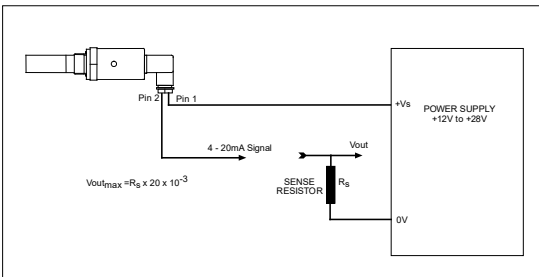 Pin 2 Pin 1
+Vs
POWER SUPPLY
+12V to +28V
4 - 20mA Signal
Vout
Voutmax =RS x 20 x 10-3
SENSE
RESISTOR
RS
0V